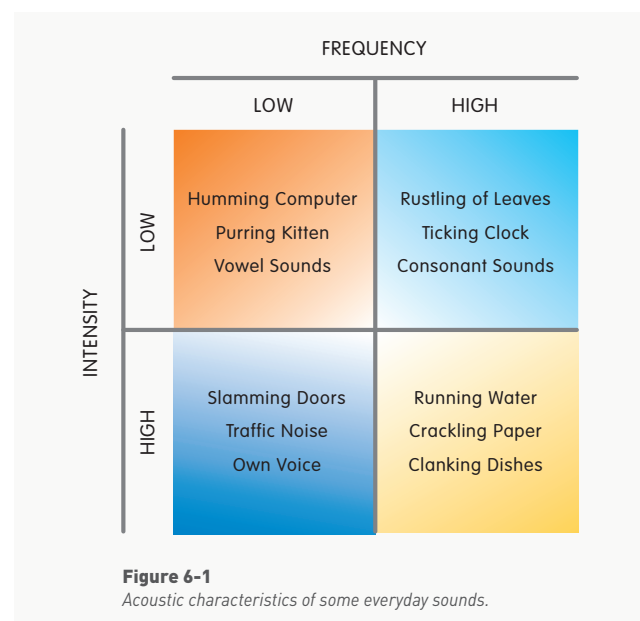 FREQUENCY
LOW
HIGH
INTENSITY
LOW
Humming Computer
Purring Kitten
Vowel Sounds
Rustling of Leaves
Ticking Clock
Consonant Sounds
HIGH
Slamming Doors
Traffic Noise
Own Voice
Running Water
Crackling Paper
Clanking Dishes
Figure 6-1
Acoustic characteristics of some everyday sounds.